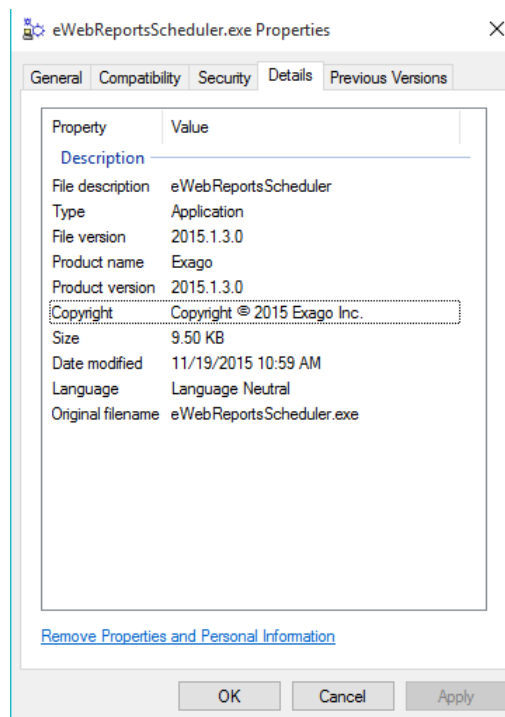 eWebReportsScheduler.exe Properties
General Compatibility Security Details Previous Versions
Property Value
Description
File description eWebReportsScheduler
Type Application
File version 2015.1.3.0
Product name Exago
Product version 2015.1.3.0
Copyright Copyright © 2015 Exago Inc.
Size 9.50 KB
Date modified 11/19/2015 10:59 AM
Language Language Neutral
Original filename eWebReportsScheduler.exe
Remove Properties and Personal Information
OK Cancel Apply